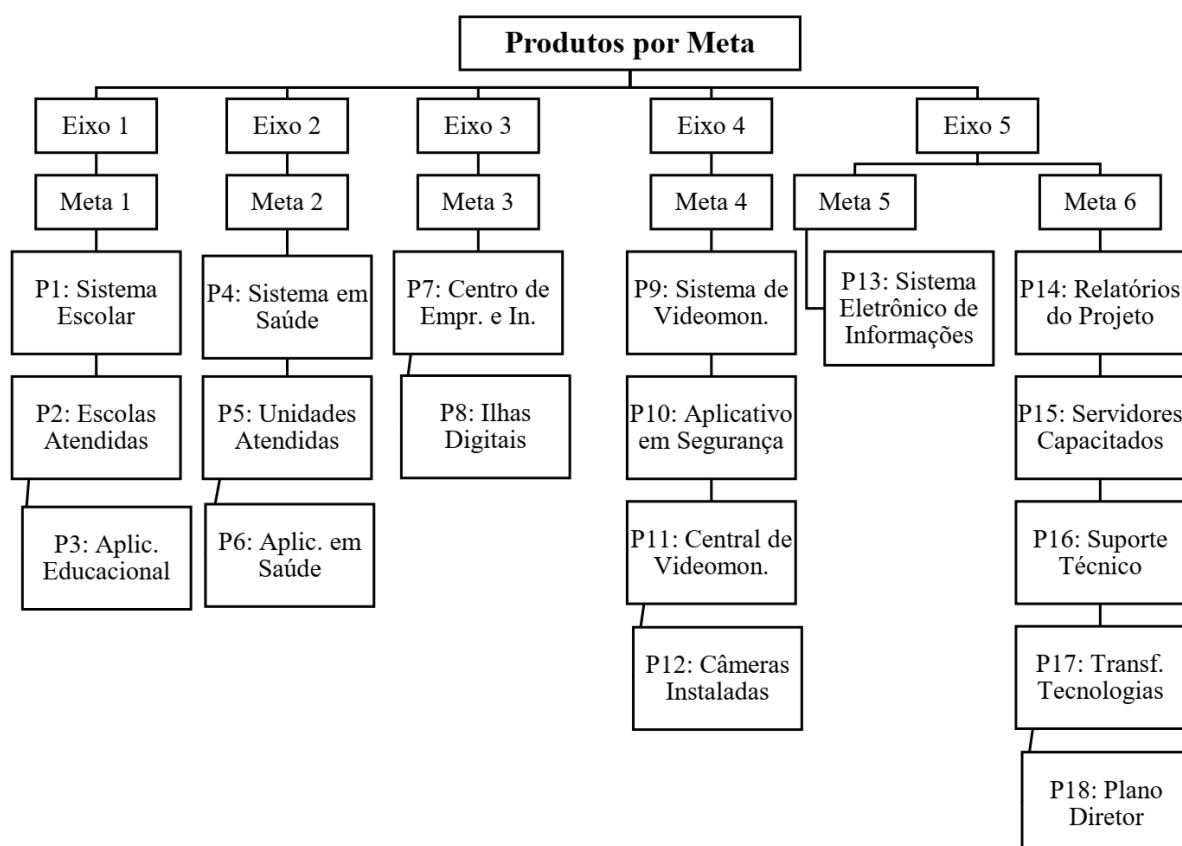 Produtos por Meta
Eixo 1
Eixo 2
Eixo 3
Eixo 4
Eixo 5
Meta 1
Meta 2
Meta 3
Meta 4
Meta 5
Meta 6
P1: Sistema
Escolar
P2: Escolas
Atendidas
P3: Aplic.
Educacional
P4: Sistema em
Saúde
P5: Unidades
Atendidas
P6: Aplic. em
Saúde
P7: Centro de
Empr. e In.
P8: Ilhas
Digitais
P9: Sistema de
Videomon.
P10: Aplicativo
em Segurança
P11: Central de
Videomon.
P12: Câmeras
Instaladas
P13: Sistema
Eletrônico de
Informações
P14: Relatórios
do Projeto
P15: Servidores
Capacitados
P16: Suporte
Técnico
P17: Transf.
Tecnologias
P18: Plano
Diretor